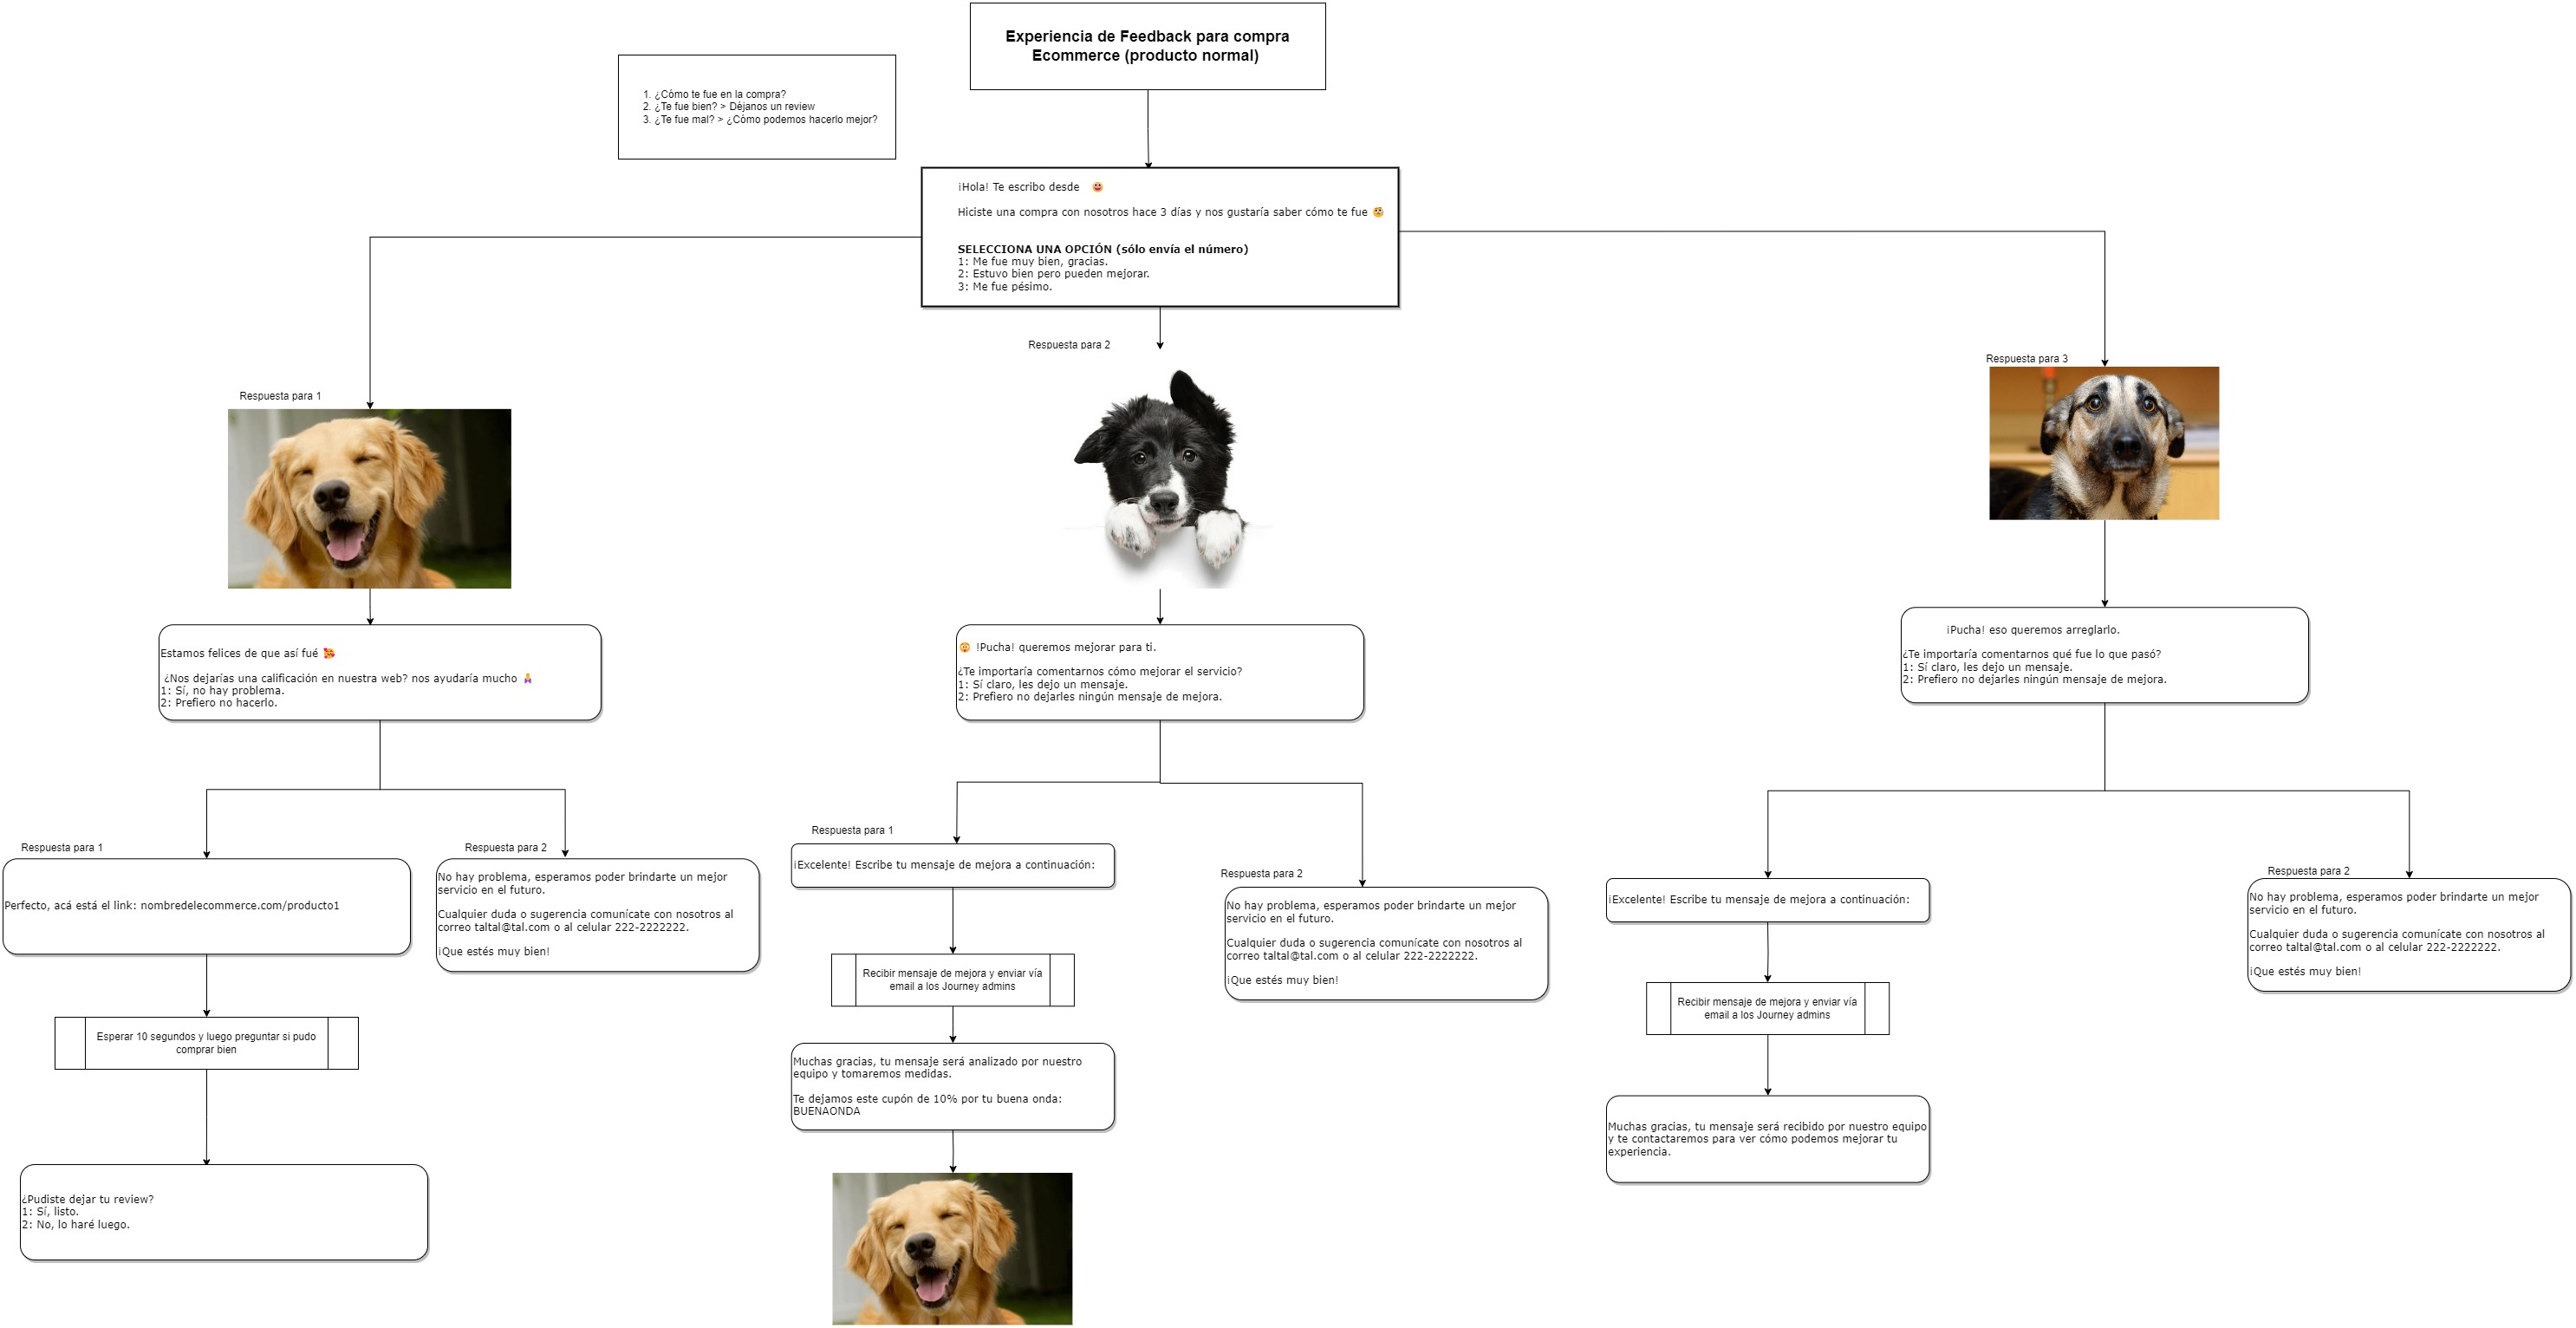 Experiencia de Feedback para compra
Ecommerce (producto normal)
1. ¿Cómo te fue en la compra?
2. ¿Te fue bien? > Déjanos un review
3. ¿Te fue mal? > ¿Cómo podemos hacerlo mejor?
¡Hola! Te escribo desde 😀
Hiciste una compra con nosotros hace 3 días y nos gustaría saber cómo te fue 🧐
SELECCIONA UNA OPCIÓN (sólo envía el número)
1: Me fue muy bien, gracias.
2: Estuvo bien pero pueden mejorar.
3: Me fue pésimo.
Respuesta para 1
Respuesta para 2
Respuesta para 3
Estamos felices de que así fué 🥰
¿Nos dejarías una calificación en nuestra web? nos ayudaría mucho
1: Sí, no hay problema.
2: Prefiero no hacerlo.
😲 !Pucha! queremos mejorar para ti.
¿Te importaría comentarnos cómo mejorar el servicio?
1: Sí claro, les dejo un mensaje.
2: Prefiero no dejarles ningún mensaje de mejora.
¡Pucha! eso queremos arreglarlo.
¿Te importaría comentarnos qué fue lo que pasó?
1: Sí claro, les dejo un mensaje.
2: Prefiero no dejarles ningún mensaje de mejora.
Respuesta para 1
Perfecto, acá está el link: nombredelecommerce.com/producto1
Esperar 10 segundos y luego preguntar si pudo
comprar bien
¿Pudiste dejar tu review?
1: Sí, listo.
2: No, lo haré luego.
Respuesta para 2
No hay problema, esperamos poder brindarte un mejor
servicio en el futuro.
Cualquier duda o sugerencia comunícate con nosotros al
correo taltal@tal.com o al celular 222-2222222.
¡Que estés muy bien!
Respuesta para 1
¡Excelente! Escribe tu mensaje de mejora a continuación:
Recibir mensaje de mejora y enviar vía
email a los Journey admins
Muchas gracias, tu mensaje será analizado por nuestro
equipo y tomaremos medidas.
Te dejamos este cupón de 10% por tu buena onda:
BUENAONDA
Respuesta para 2
No hay problema, esperamos poder brindarte un mejor
servicio en el futuro.
Cualquier duda o sugerencia comunícate con nosotros al
correo taltal@tal.com o al celular 222-2222222.
¡Que estés muy bien!
¡Excelente! Escribe tu mensaje de mejora a continuación:
Recibir mensaje de mejora y enviar vía
email a los Journey admins
Muchas gracias, tu mensaje será recibido por nuestro equipo
y te contactaremos para ver cómo podemos mejorar tu
experiencia.
Respuesta para 2
No hay problema, esperamos poder brindarte un mejor
servicio en el futuro.
Cualquier duda o sugerencia comunícate con nosotros al
correo taltal@tal.com o al celular 222-2222222.
¡Que estés muy bien!